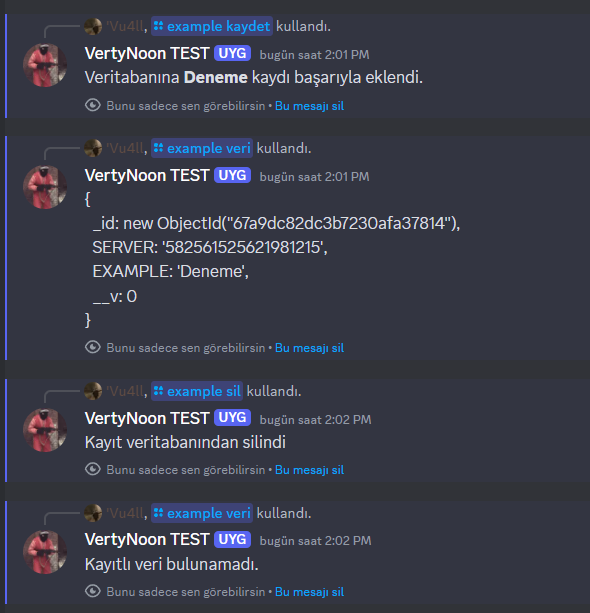 'Vu4ll, example kaydet kullandı.
VertyNoon TEST UYG bugün saat 2:01 PM
Veritabanına Deneme kaydı başarıyla eklendi.
Bunu sadece sen görebilirsin • Bu mesajı sil
'Vu4ll, example veri kullandı.
VertyNoon TEST UYG bugün saat 2:01 PM
{
_id: new ObjectId("67a9dc82dc3b7230afa37814"),
SERVER: '582561525621981215',
EXAMPLE: 'Deneme',
__v: 0
}
Bunu sadece sen görebilirsin • Bu mesajı sil
'Vu4ll, example sil kullandı.
VertyNoon TEST UYG bugün saat 2:02 PM
Kayıt veritabanından silindi
Bunu sadece sen görebilirsin • Bu mesajı sil
'Vu4ll, example veri kullandı.
VertyNoon TEST UYG bugün saat 2:02 PM
Kayıtlı veri bulunamadı.
Bunu sadece sen görebilirsin • Bu mesajı sil